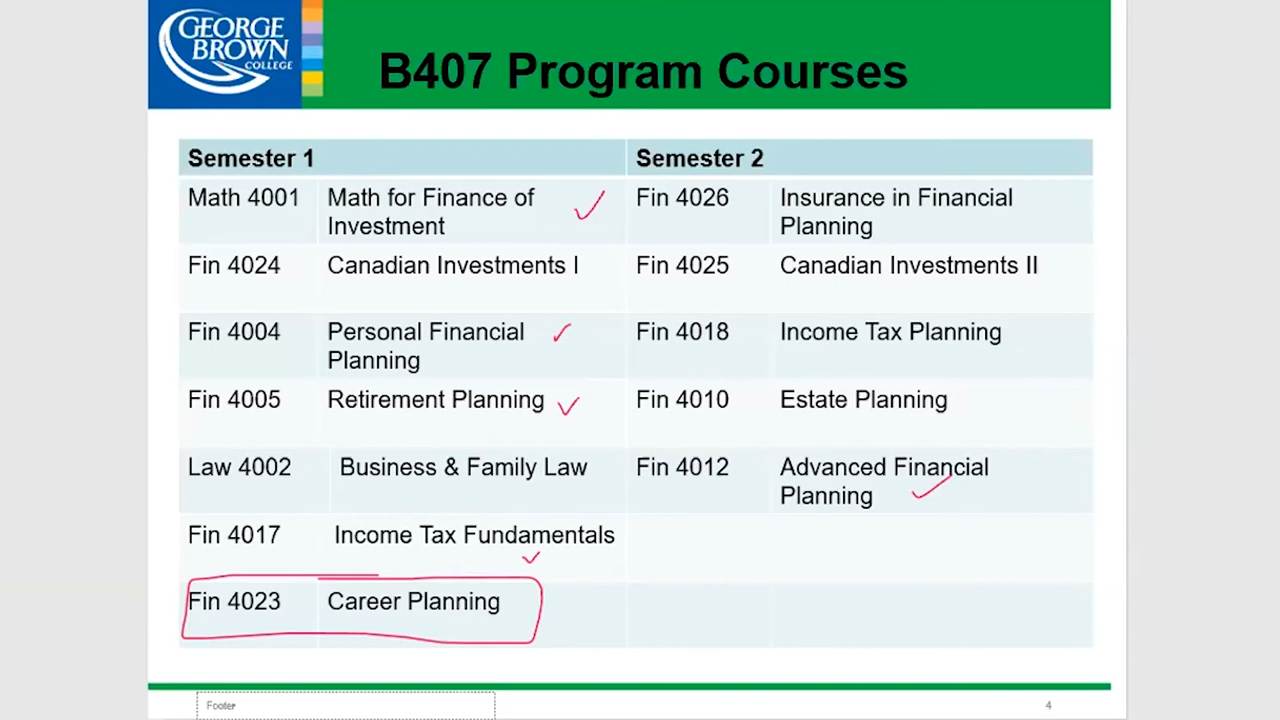 GEORGE
BROWN
COLLEGE
B407 Program Courses
Semester 1 Semester 2
Math 4001 Math for Finance of Investment Fin 4026 Insurance in Financial Planning
Fin 4024 Canadian Investments I Fin 4025 Canadian Investments II
Fin 4004 Personal Financial Planning Fin 4018 Income Tax Planning
Fin 4005 Retirement Planning Fin 4010 Estate Planning
Law 4002 Business & Family Law Fin 4012 Advanced Financial Planning
Fin 4017 Income Tax Fundamentals
Fin 4023 Career Planning
Footer 4